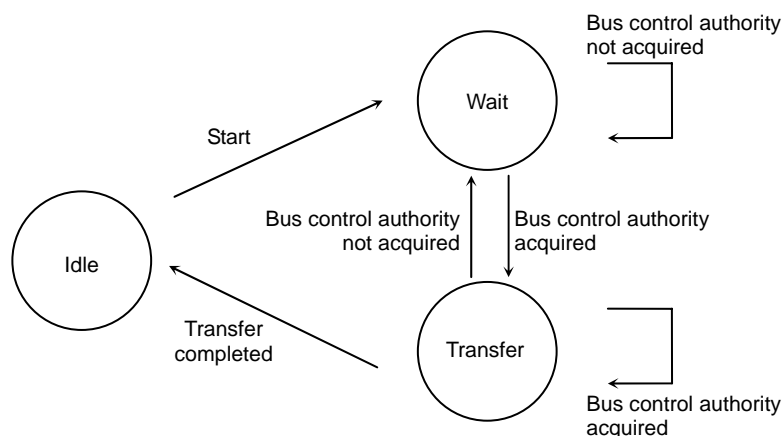 Bus control authority
not acquired
Wait
Start
Bus control authority
not acquired
Bus control authority
acquired
Idle
Transfer
completed
Transfer
Bus control authority
acquired